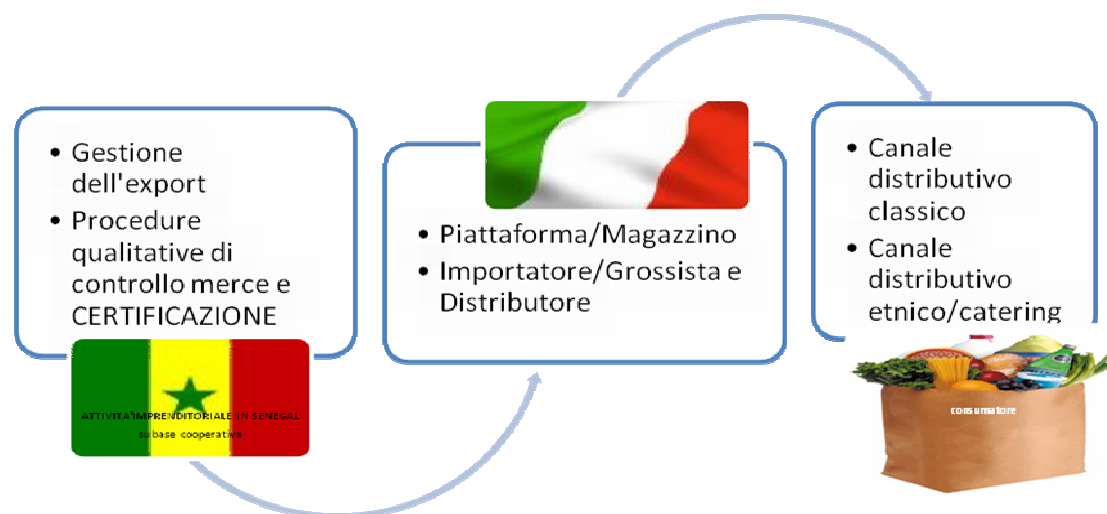 • Gestione
dell'export
• Procedure
qualitative di
controllo merce e
CERTIFICAZIONE
ATTIVITA'IMPRENDITORIALE IN SENEGAL
su base cooperativa
• Piattaforma/Magazzino
• Importatore/Grossista e
Distributore
• Canale
distributivo
classico
• Canale
distributivo
etnico/catering
consumatore